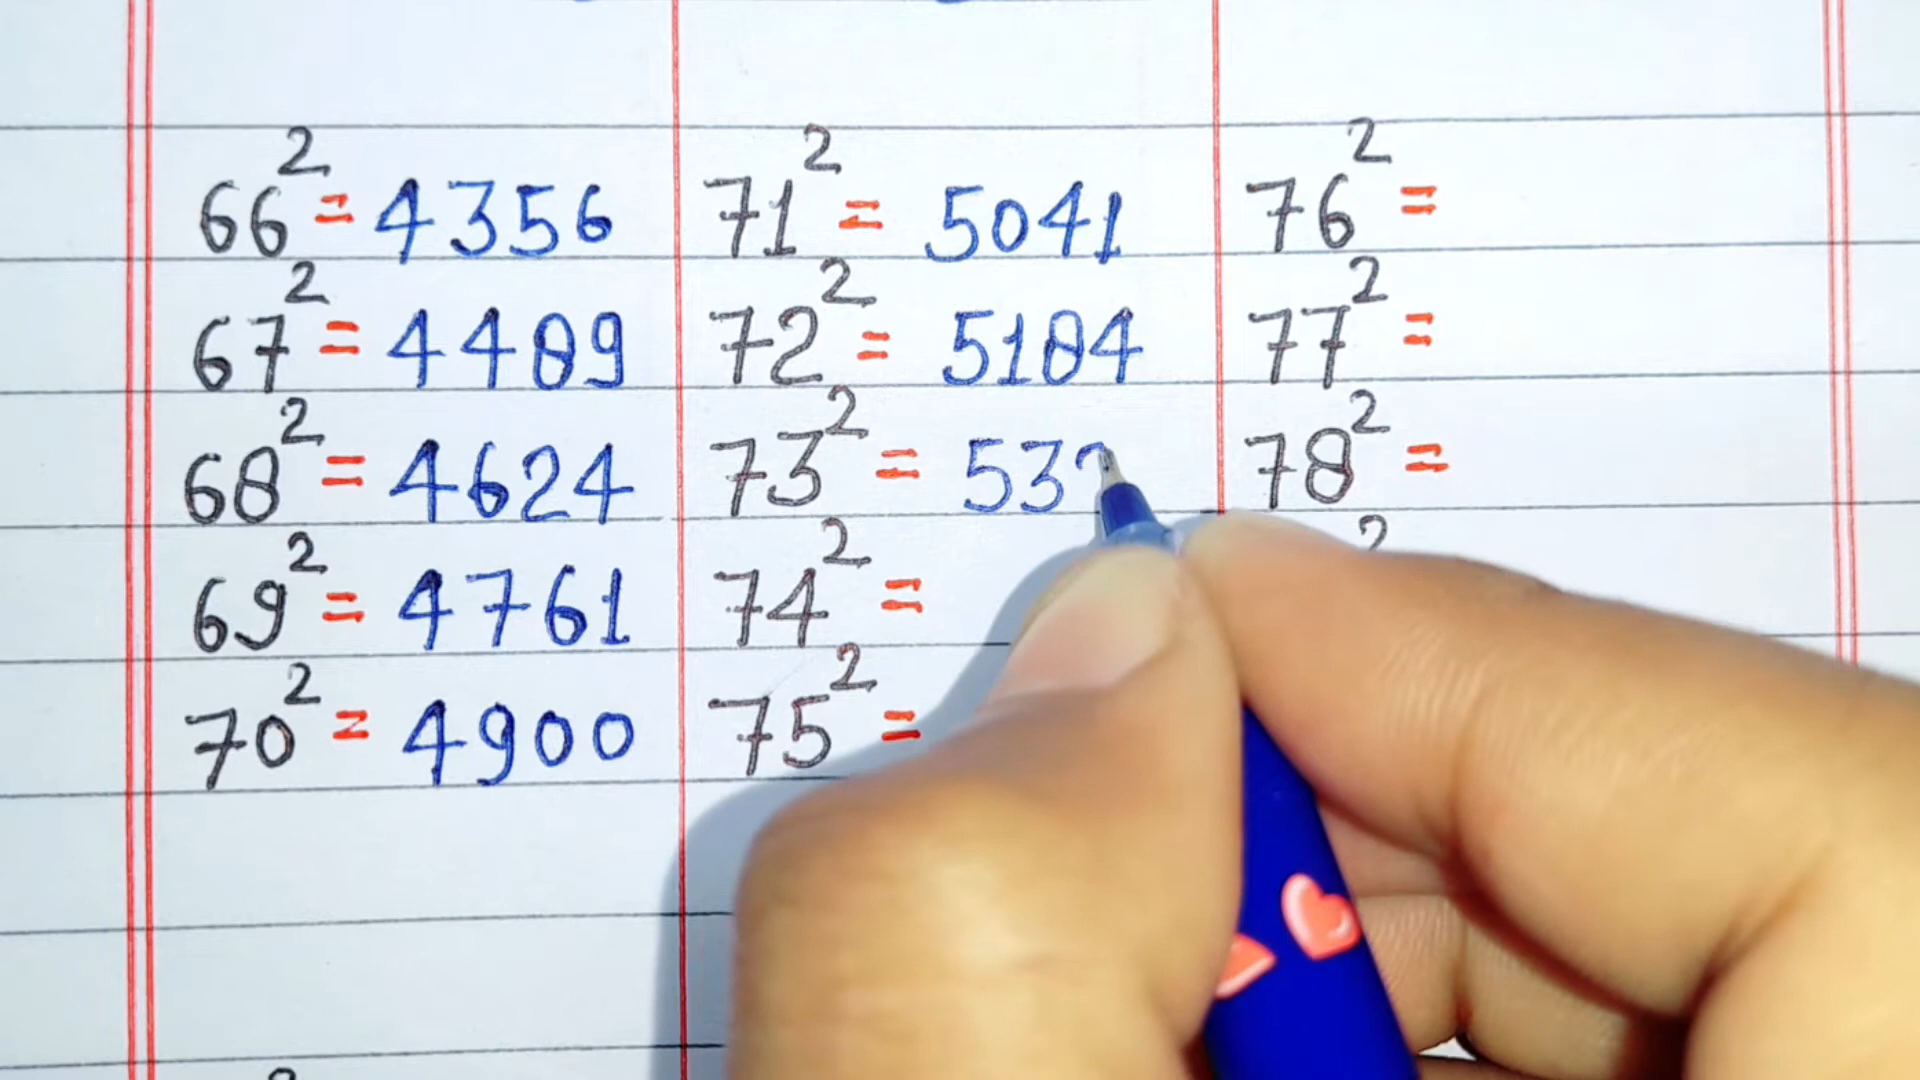 66² = 4356
67² = 4489
68² = 4624
69² = 4761
70² = 4900
71² = 5041
72² = 5184
73² = 53
74² =
75² =
76² =
77² =
78² =
2